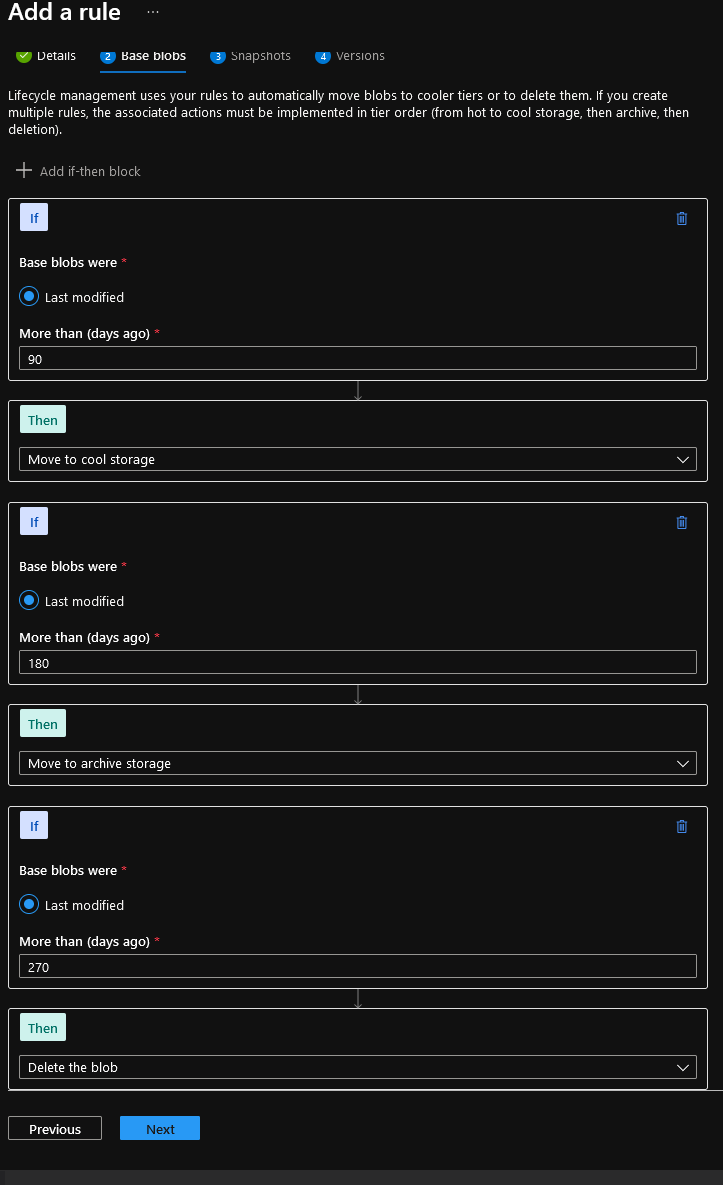 Add a rule ...
Details 2 Base blobs 3 Snapshots 4 Versions
Lifecycle management uses your rules to automatically move blobs to cooler tiers or to delete them. If you create
multiple rules, the associated actions must be implemented in tier order (from hot to cool storage, then archive, then
deletion).
Add if-then block
If
Base blobs were *
Last modified
More than (days ago) *
90
Then
Move to cool storage
If
Base blobs were *
Last modified
More than (days ago) *
180
Then
Move to archive storage
If
Base blobs were *
Last modified
More than (days ago) *
270
Then
Delete the blob
Previous Next